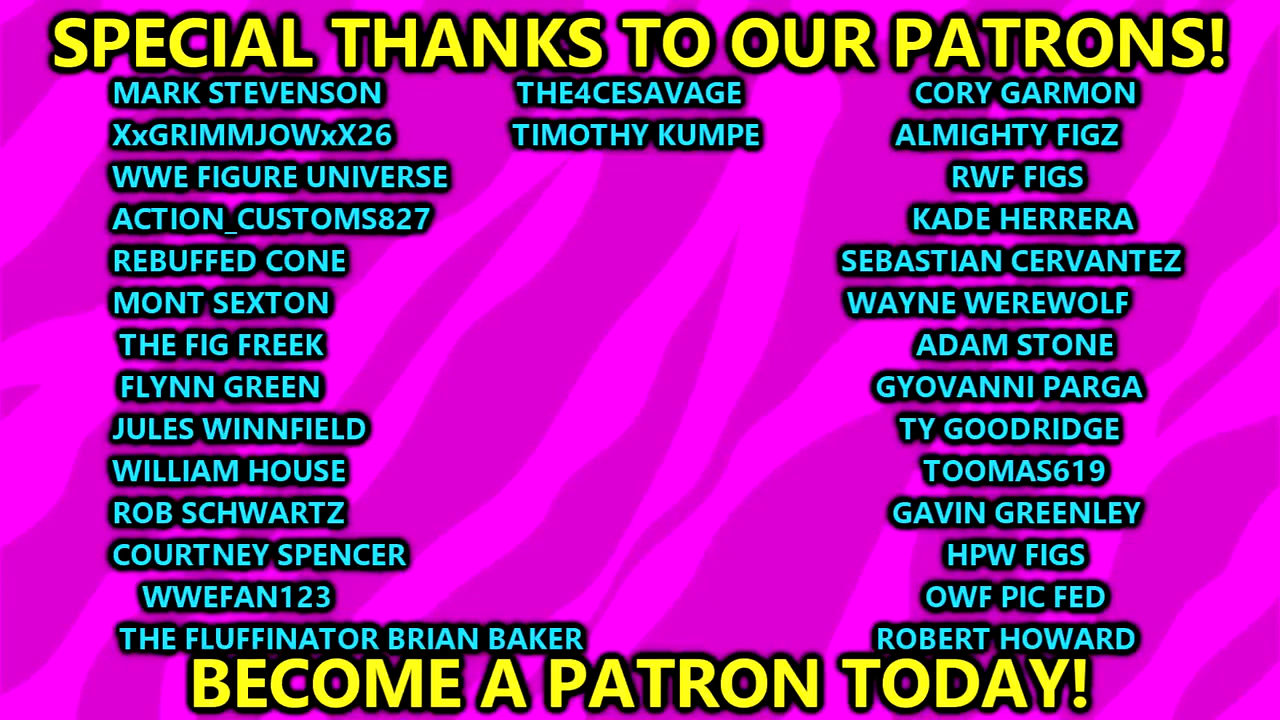 SPECIAL THANKS TO OUR PATRONS!
MARK STEVENSON
XxGRIMMJOWxX26
WWE FIGURE UNIVERSE
ACTION_CUSTOMS827
REBUFFED CONE
MONT SEXTON
THE FIG FREEK
FLYNN GREEN
JULES WINNFIELD
WILLIAM HOUSE
ROB SCHWARTZ
COURTNEY SPENCER
WWEFAN123
THE FLUFFINATOR BRIAN BAKER
THE4CESAVAGE
TIMOTHY KUMPE
CORY GARMON
ALMIGHTY FIGZ
RWF FIGS
KADE HERRERA
SEBASTIAN CERVANTEZ
WAYNE WEREWOLF
ADAM STONE
GYOVANNI PARGA
TY GOODRIDGE
TOOMAS619
GAVIN GREENLEY
HPW FIGS
OWF PIC FED
ROBERT HOWARD
BECOME A PATRON TODAY!